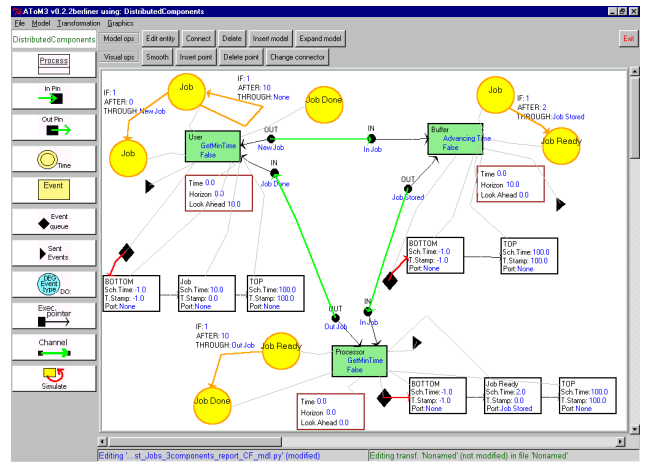 AToM3 v0.2.2berliner using: DistributedComponents
File Model Transformation Graphics
DistributedComponents
Model ops Edit entity Connect Delete Insert model Expand model Exit
Visual ops Smooth Insert point Delete point Change connector
Process
In Pin
Out Pin
Time
Event
Event queue
Sent Events
DEG Event type DO:
Exec. pointer
Channel
Simulate
IF:1
AFTER: 0
THROUGH:New Job
Job
IF:1
AFTER: 10
THROUGH: None
Job Done
Job
User
GetMinTime
False
OUT
New Job
IN
Job Done
Time 0.0
Horizon 0.0
Look Ahead 10.0
BOTTOM
Sch.Time:-1.0
T.Stamp: -1.0
Port:None
Job
Sch.Time:10.0
T.Stamp: 0.0
Port:None
TOP
Sch.Time:100.0
T.Stamp: 100.0
Port:None
IN
In Job
Buffer
Advancing Time
False
OUT
Job Stored
Job
IF:1
AFTER: 2
THROUGH:Job Stored
Job Ready
Time 0.0
Horizon 10.0
Look Ahead 0.0
BOTTOM
Sch.Time:-1.0
T.Stamp:-1.0
Port:None
TOP
Sch.Time:100.0
T.Stamp: 100.0
Port:None
OUT
Out Job
IN
In Job
IF:1
AFTER: 10
THROUGH:Out Job
Job Ready
Job Done
Processor
GetMinTime
False
Time 0.0
Horizon 0.0
Look Ahead 0.0
BOTTOM
Sch.Time:-1.0
T.Stamp: -1.0
Port:None
Job Ready
Sch.Time:2.0
T.Stamp: 0.0
Port:Job Stored
TOP
Sch.Time:100.0
T.Stamp: 100.0
Port:None
Editing '...st_Jobs_3components_report_CF_mdl.py' (modified)
Editing transf. 'Nonamed' (not modified) in file 'Nonamed'